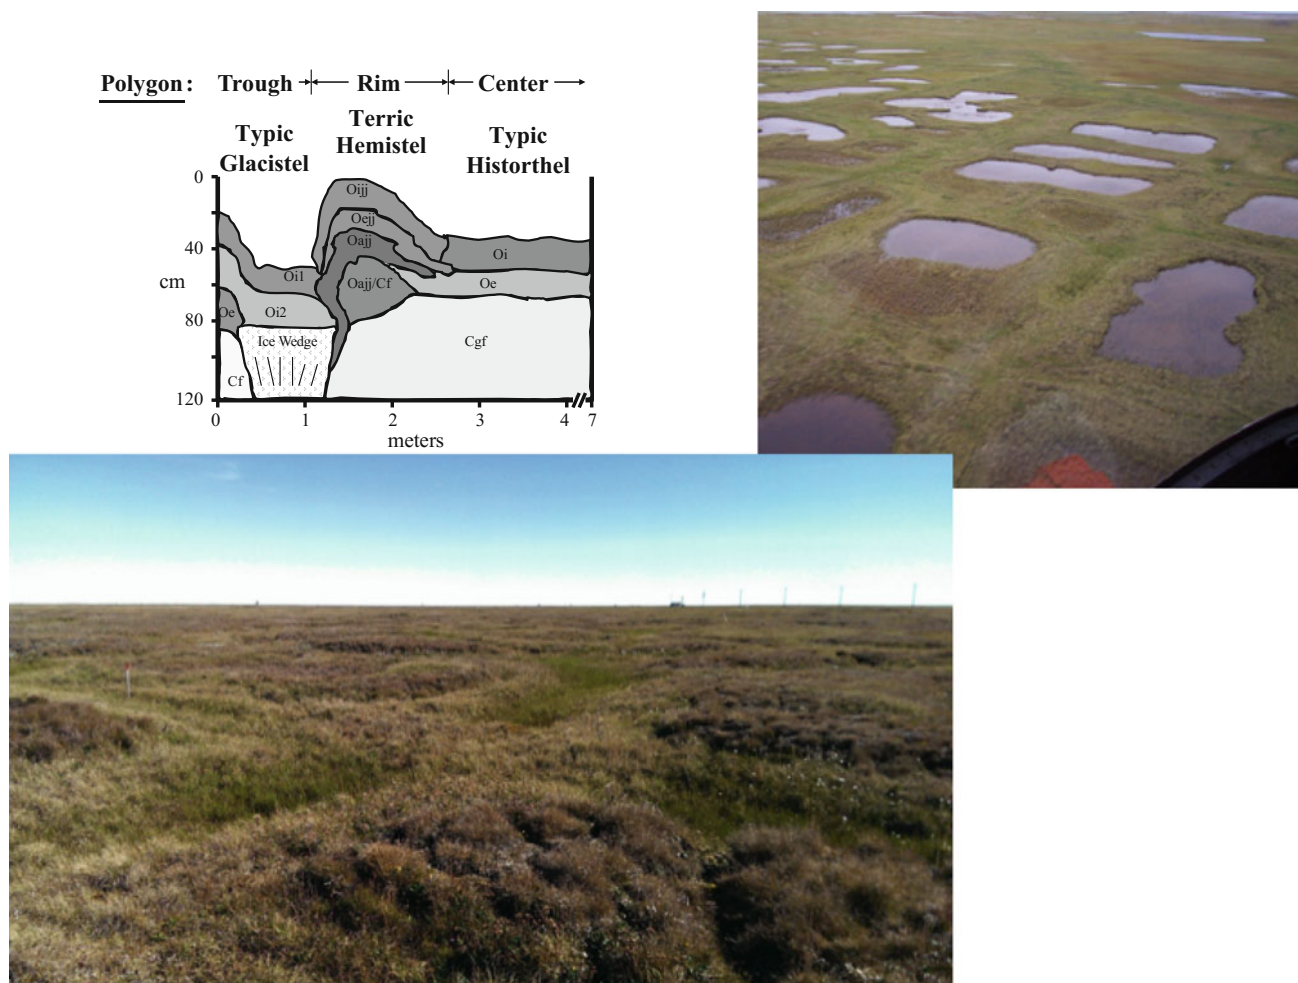 Polygon: Trough Rim Center
Typic Glacistel
Terric Hemistel
Typic Historthel
0
40
cm
80
120
Oijj
Oejj
Oajj
Oajj/Cf
Oi1
Oi
Oe
Oe
Oi2
Ice Wedge
Cgf
Cf
0 1 2 3 4 7
meters